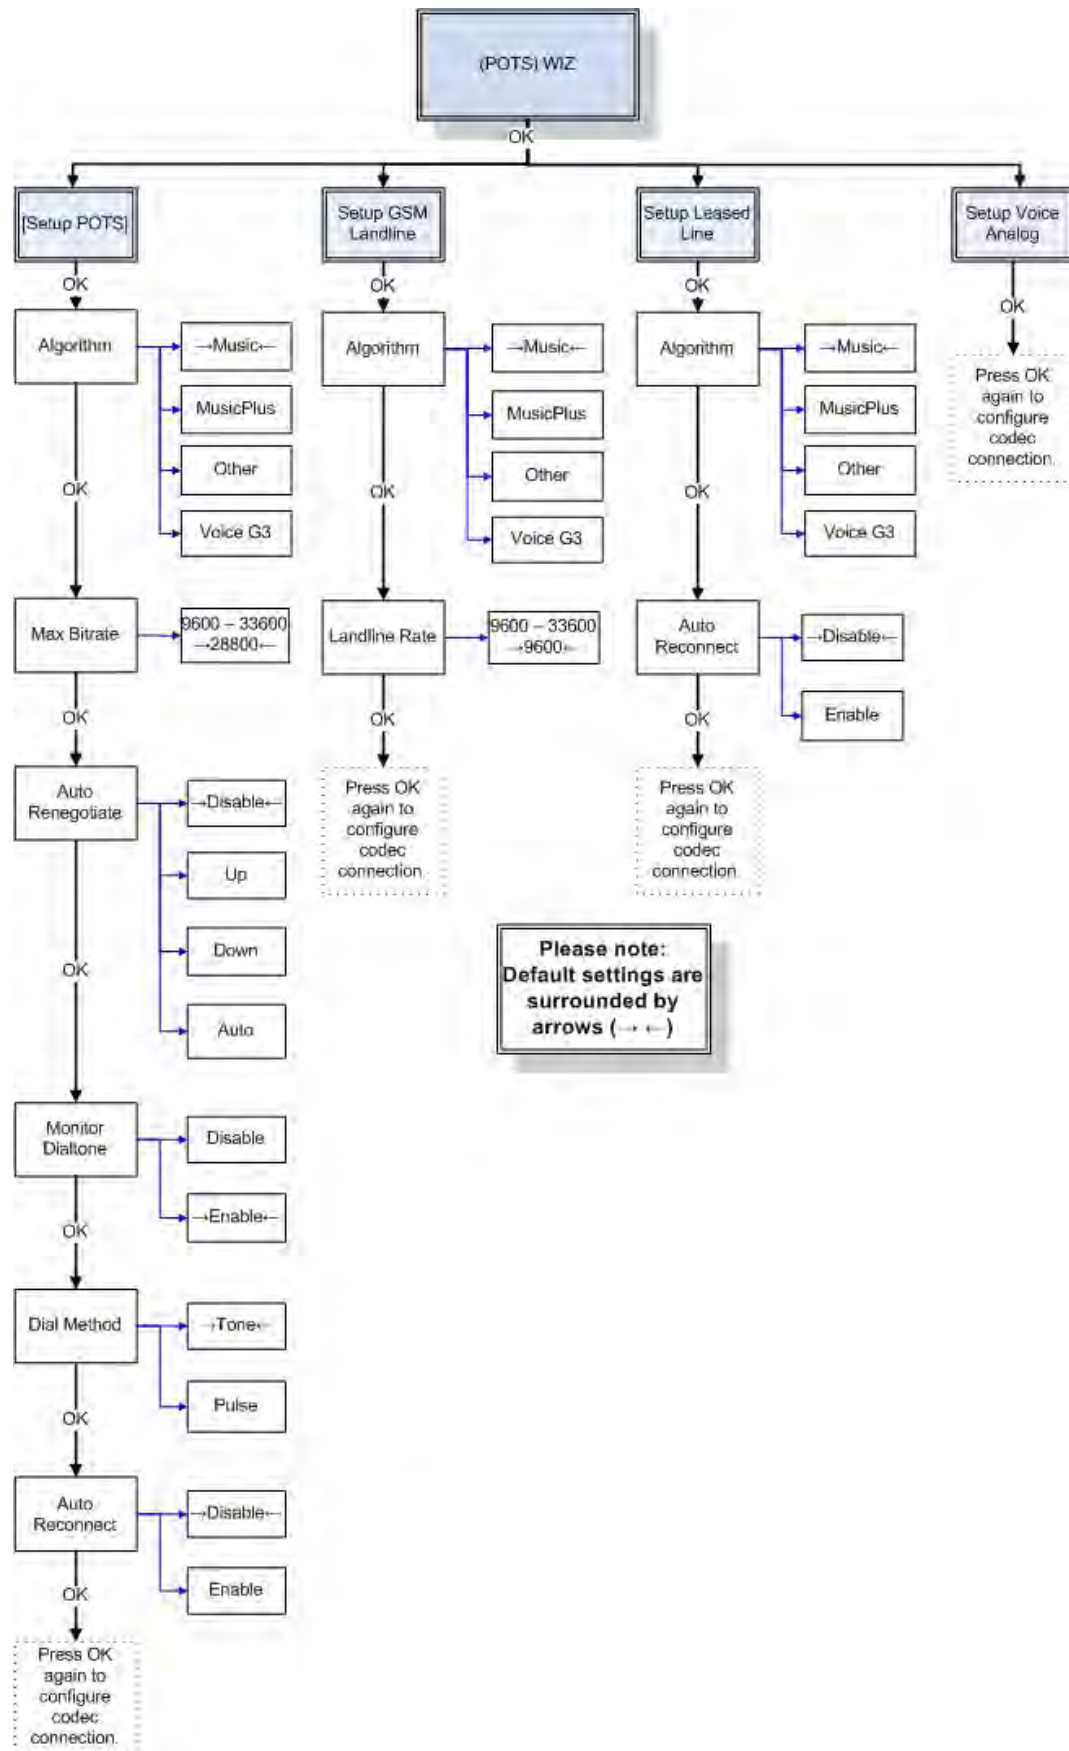 (POTS) WIZ
OK
[Setup POTS]
Setup GSM
Landline
Setup Leased
Line
Setup Voice
Analog
OK
OK
OK
OK
Algorithm
→Music←
MusicPlus
Other
Voice G3
OK
Algorithm
→Music←
MusicPlus
Other
Voice G3
OK
Algorithm
→Music←
MusicPlus
Other
Voice G3
OK
Press OK
again to
configure
codec
connection.
Max Bitrate
9600 – 33600
→28800←
OK
Landline Rate
9600 – 33600
→9600←
OK
Auto
Reconnect
→Disable←
Enable
OK
Auto
Renegotiate
→Disable←
Up
Down
Auto
OK
Press OK
again to
configure
codec
connection.
Press OK
again to
configure
codec
connection.
Please note:
Default settings are
surrounded by
arrows (→ ←)
Monitor
Dialtone
Disable
→Enable←
OK
Dial Method
→Tone←
Pulse
OK
Auto
Reconnect
→Disable←
Enable
OK
Press OK
again to
configure
codec
connection.